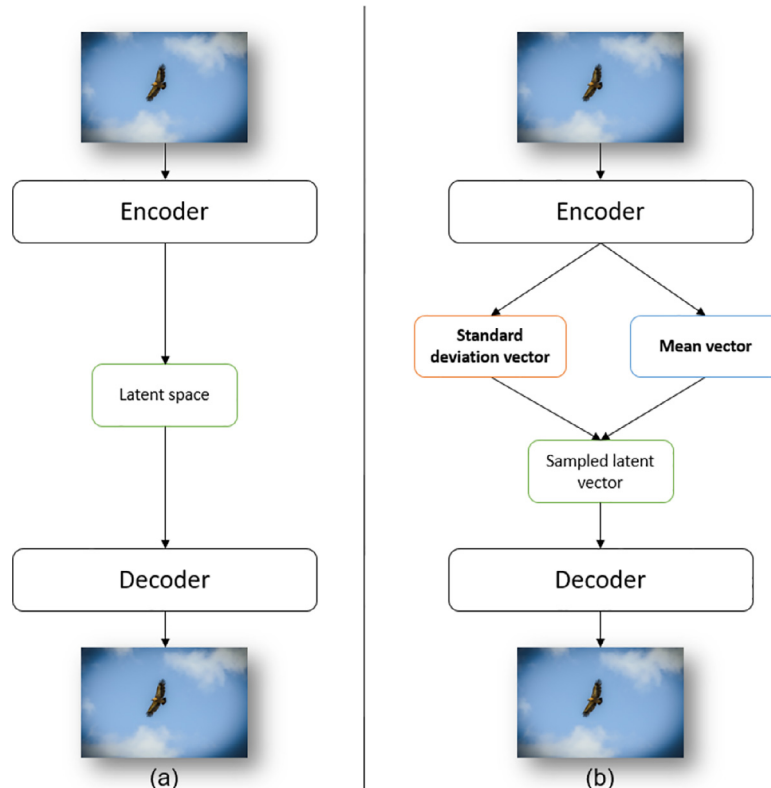 Encoder
Latent space
Decoder
(a)
Encoder
Standard
deviation vector
Mean vector
Sampled latent
vector
Decoder
(b)